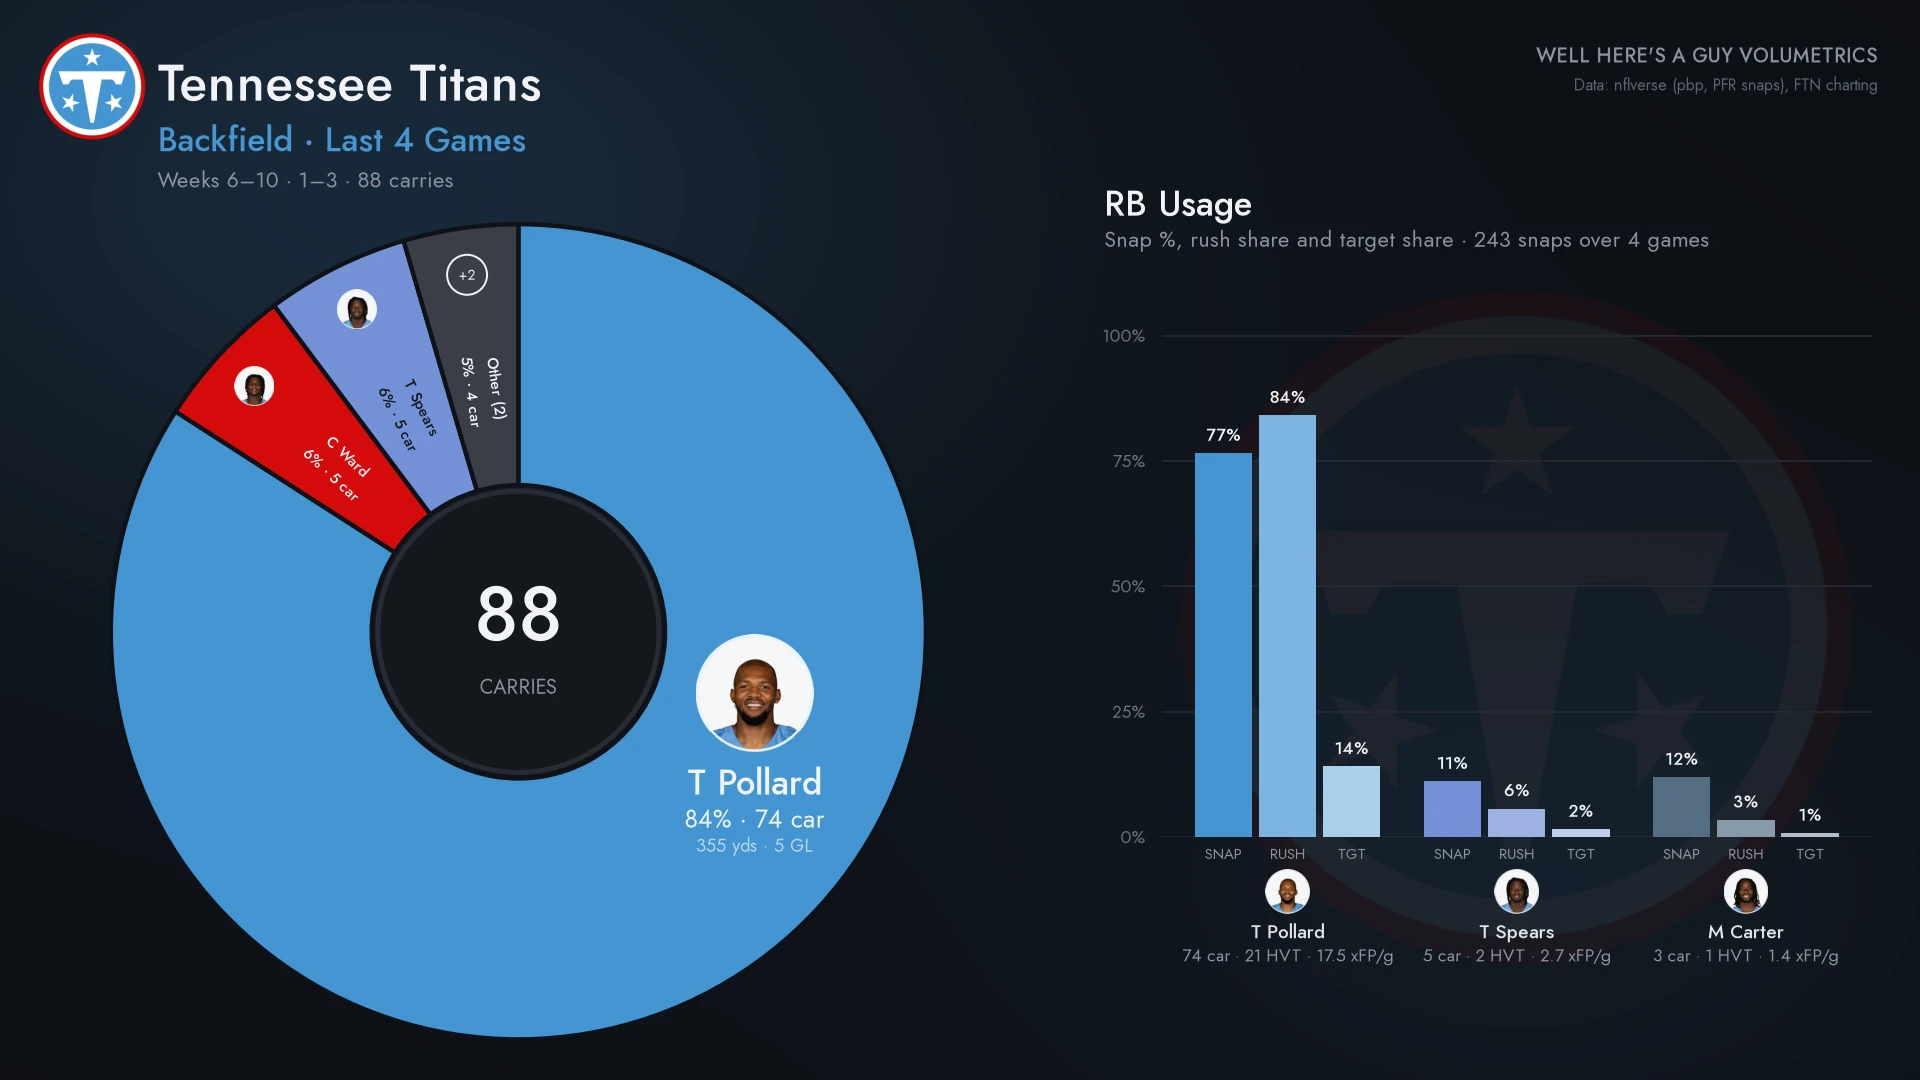 Tennessee Titans
Backfield · Last 4 Games
Weeks 6–10 · 1–3 · 88 carries
WELL HERE'S A GUY VOLUMETRICS
Data: nflverse (pbp, PFR snaps), FTN charting
+2
Other (2)
5% · 4 car
T Spears
6% · 5 car
C Ward
6% · 5 car
88
CARRIES
T Pollard
84% · 74 car
355 yds · 5 GL
RB Usage
Snap %, rush share and target share · 243 snaps over 4 games
100%
75%
50%
25%
0%
77%
84%
14%
11%
6%
2%
12%
3%
1%
SNAP RUSH TGT SNAP RUSH TGT SNAP RUSH TGT
T Pollard
74 car · 21 HVT · 17.5 xFP/g
T Spears
5 car · 2 HVT · 2.7 xFP/g
M Carter
3 car · 1 HVT · 1.4 xFP/g